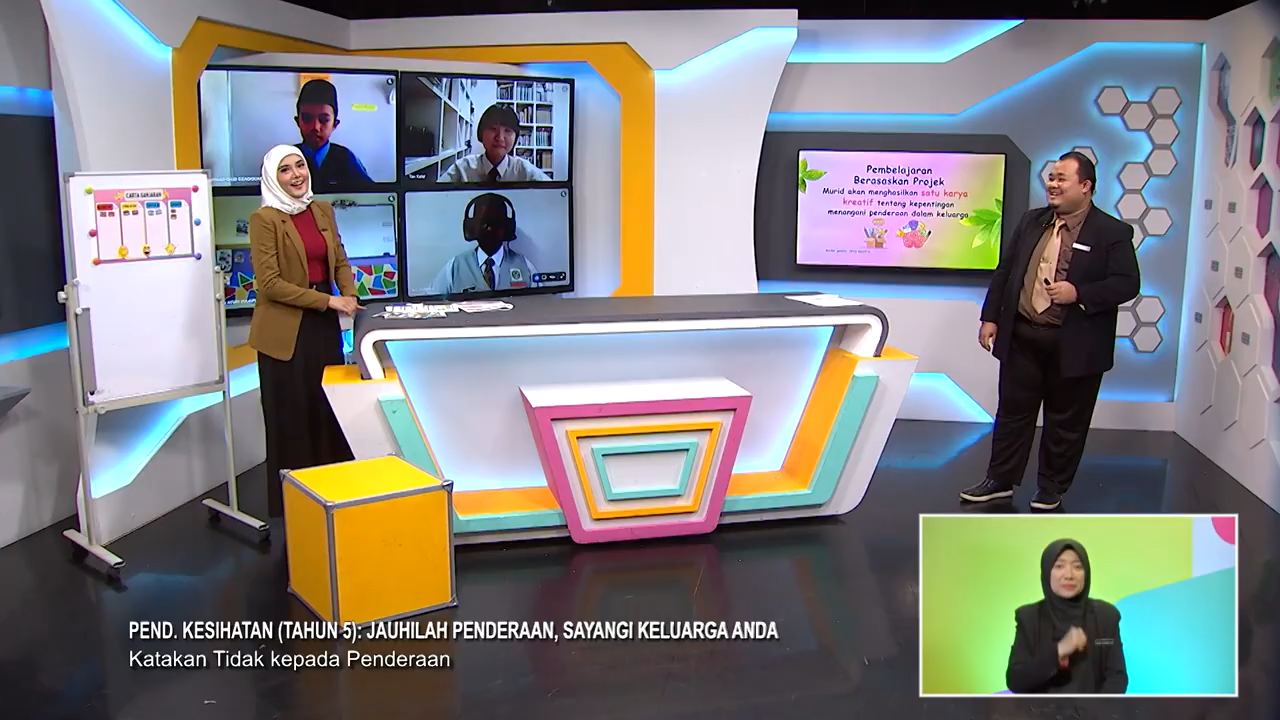 CARTA GANJARAN
Pembelajaran
Berasaskan Projek
Murid akan menghasilkan satu karya
kreatif tentang kepentingan
menangani penderaan dalam keluarga
PEND. KESIHATAN (TAHUN 5): JAUHILAH PENDERAAN, SAYANGI KELUARGA ANDA
Katakan Tidak kepada Penderaan